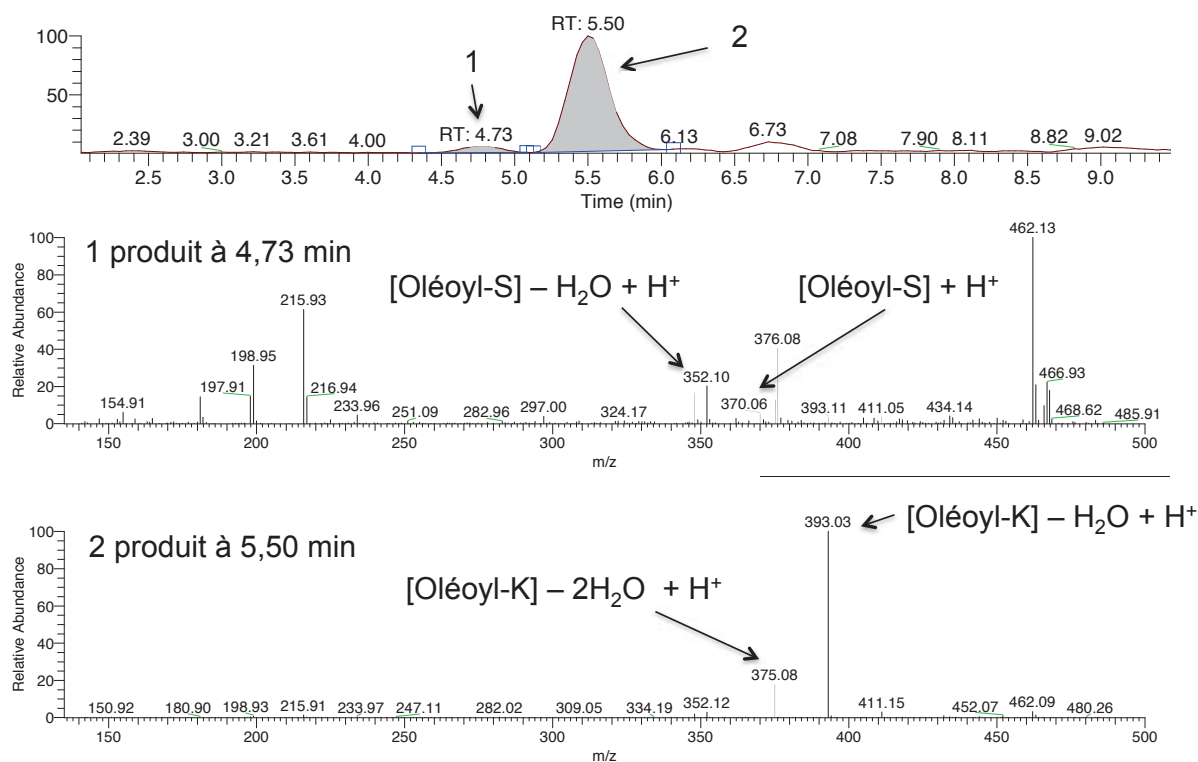 RT: 5.50
2
1
100
50
RT: 4.73
2.39 3.00 3.21 3.61 4.00 6.13 6.73 7.08 7.90 8.11 8.82 9.02
2.5 3.0 3.5 4.0 4.5 5.0 5.5 6.0 6.5 7.0 7.5 8.0 8.5 9.0
Time (min)
1 produit à 4,73 min
[Oléoyl-S] – H₂O + H⁺
[Oléoyl-S] + H⁺
Relative Abundance
100
80
60
40
20
0
462.13
215.93
376.08
198.95
352.10
466.93
197.91
216.94
370.06
154.91
233.96
251.09
282.96
297.00
324.17
393.11
411.05
434.14
468.62
485.91
150 200 250 300 350 400 450 500
m/z
2 produit à 5,50 min
393.03
[Oléoyl-K] – H₂O + H⁺
[Oléoyl-K] – 2H₂O + H⁺
Relative Abundance
100
80
60
40
20
0
375.08
150.92 180.90 198.93 215.91 233.97 247.11 282.02 309.05 334.19 352.12 411.15 452.07 462.09 480.26
150 200 250 300 350 400 450 500
m/z